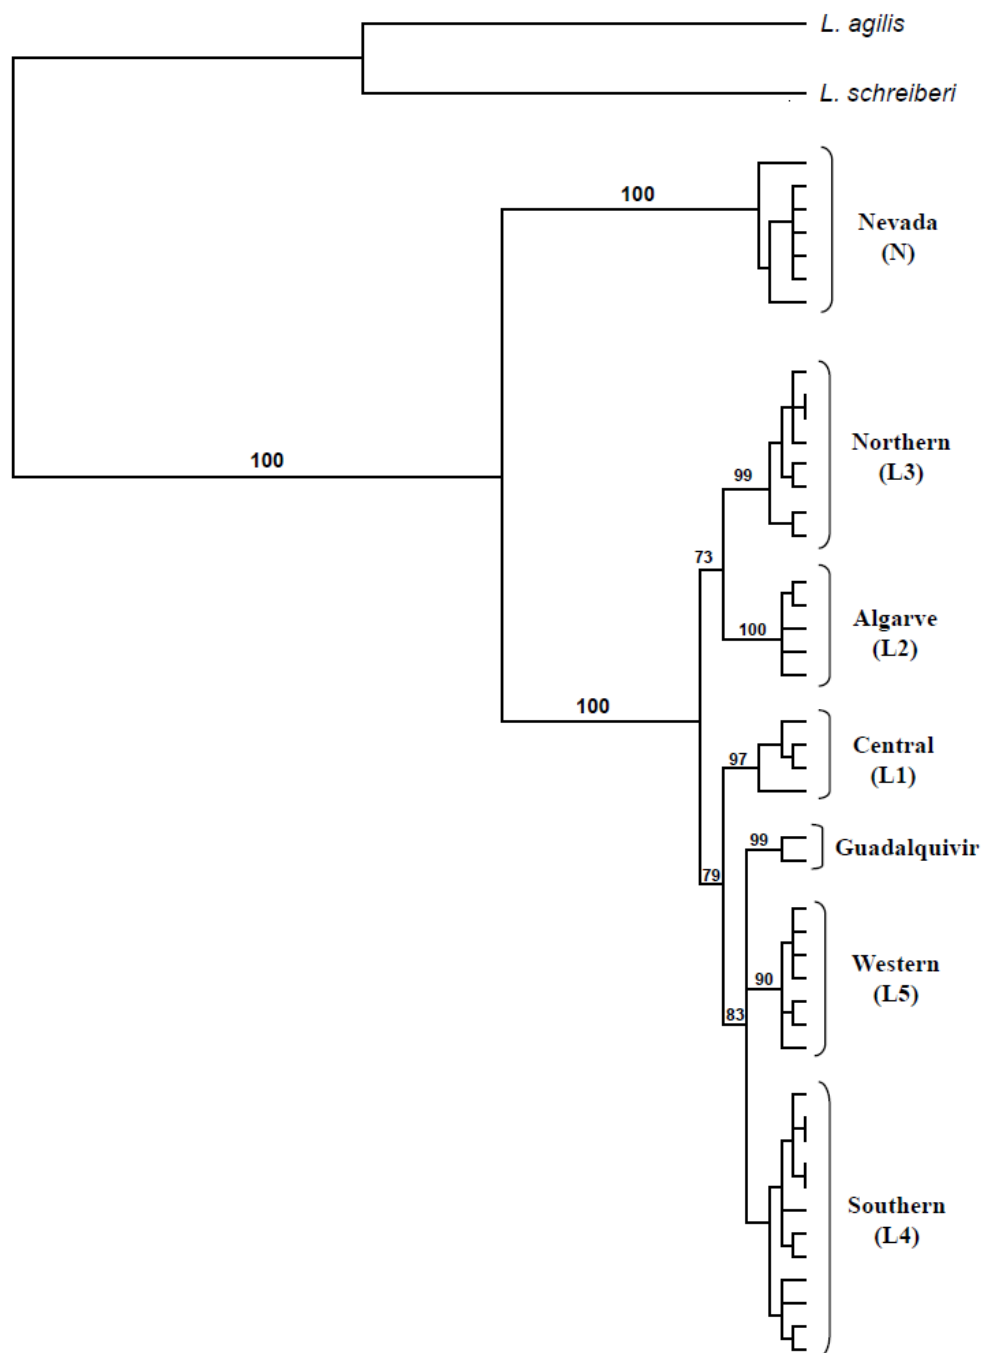 L. agilis
L. schreiberi
100
Nevada
(N)
Northern
(L3)
99
100
73
Algarve
(L2)
100
100
Central
(L1)
97
99
Guadalquivir
79
Western
(L5)
90
83
Southern
(L4)